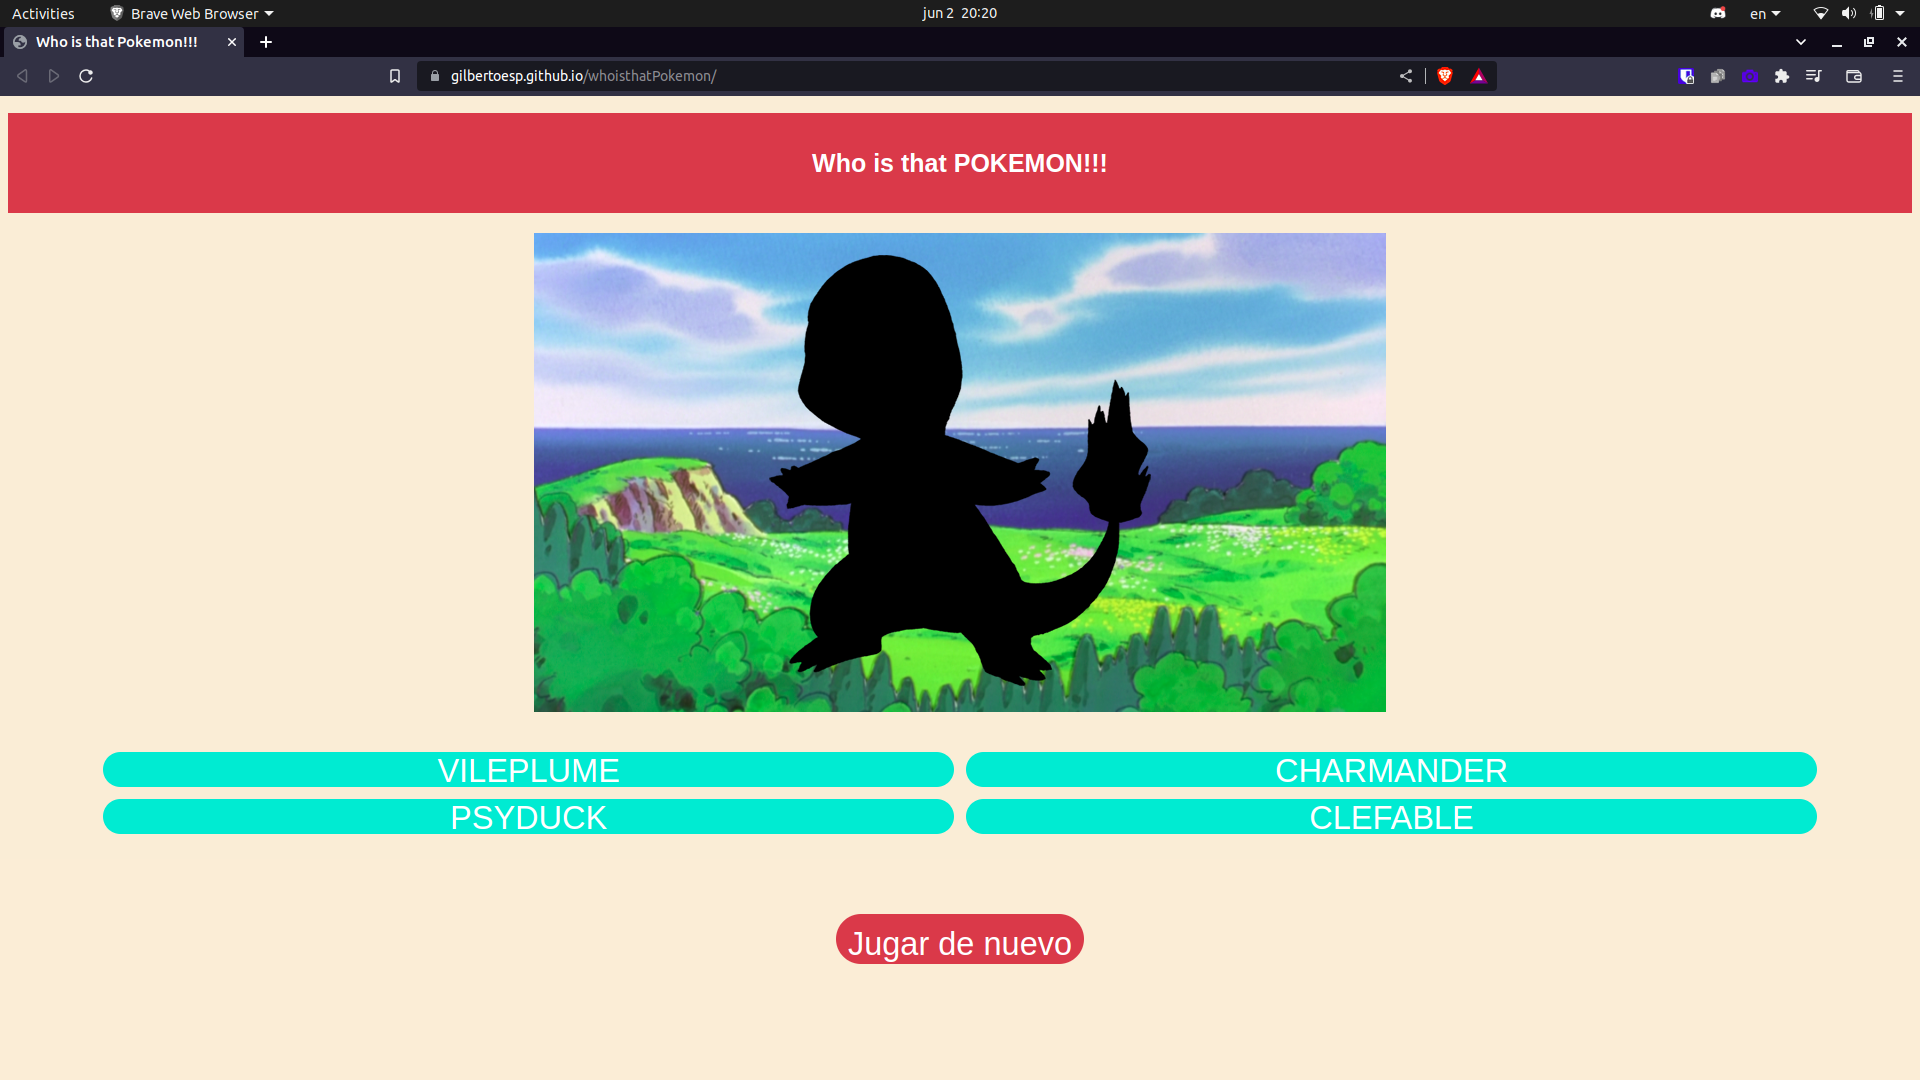 Activities Brave Web Browser jun 2 20:20 en
Who is that Pokemon!!!
gilbertoesp.github.io/whoisthatPokemon/
Who is that POKEMON!!!
VILEPLUME CHARMANDER
PSYDUCK CLEFABLE
Jugar de nuevo